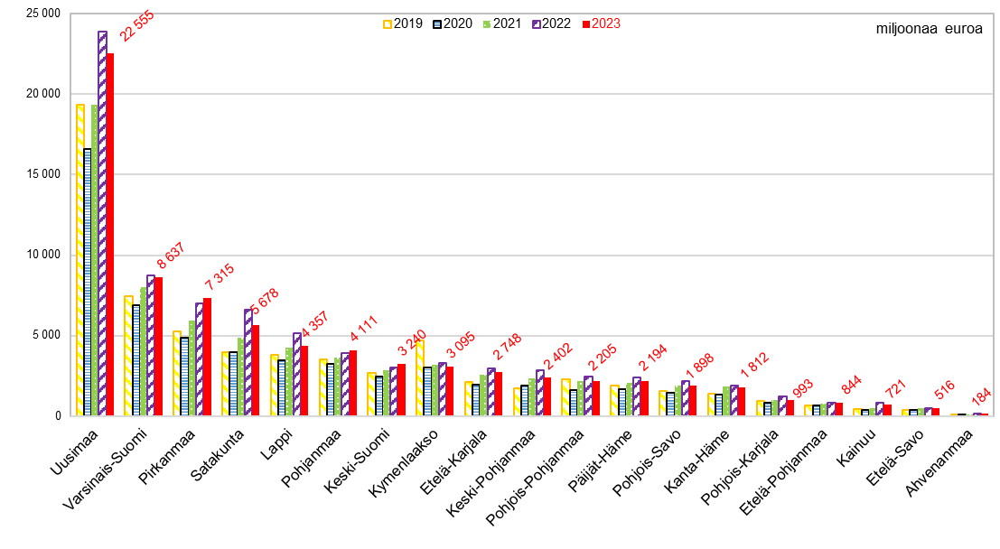 25 000
20 000
15 000
10 000
5 000
0
2019 2020 2021 2022 2023
miljoonaa euroa
22 555
8 637
7 315
5 678
4 357
4 111
3 240
3 095
2 748
2 402
2 205
2 194
1 898
1 812
993
844
721
516
184
Uusimaa
Varsinais-Suomi
Pirkanmaa
Satakunta
Lappi
Pohjanmaa
Keski-Suomi
Kymenlaakso
Etelä-Karjala
Keski-Pohjanmaa
Pohjois-Pohjanmaa
Päijät-Häme
Pohjois-Savo
Kanta-Häme
Pohjois-Karjala
Etelä-Pohjanmaa
Kainuu
Etelä-Savo
Ahvenanmaa